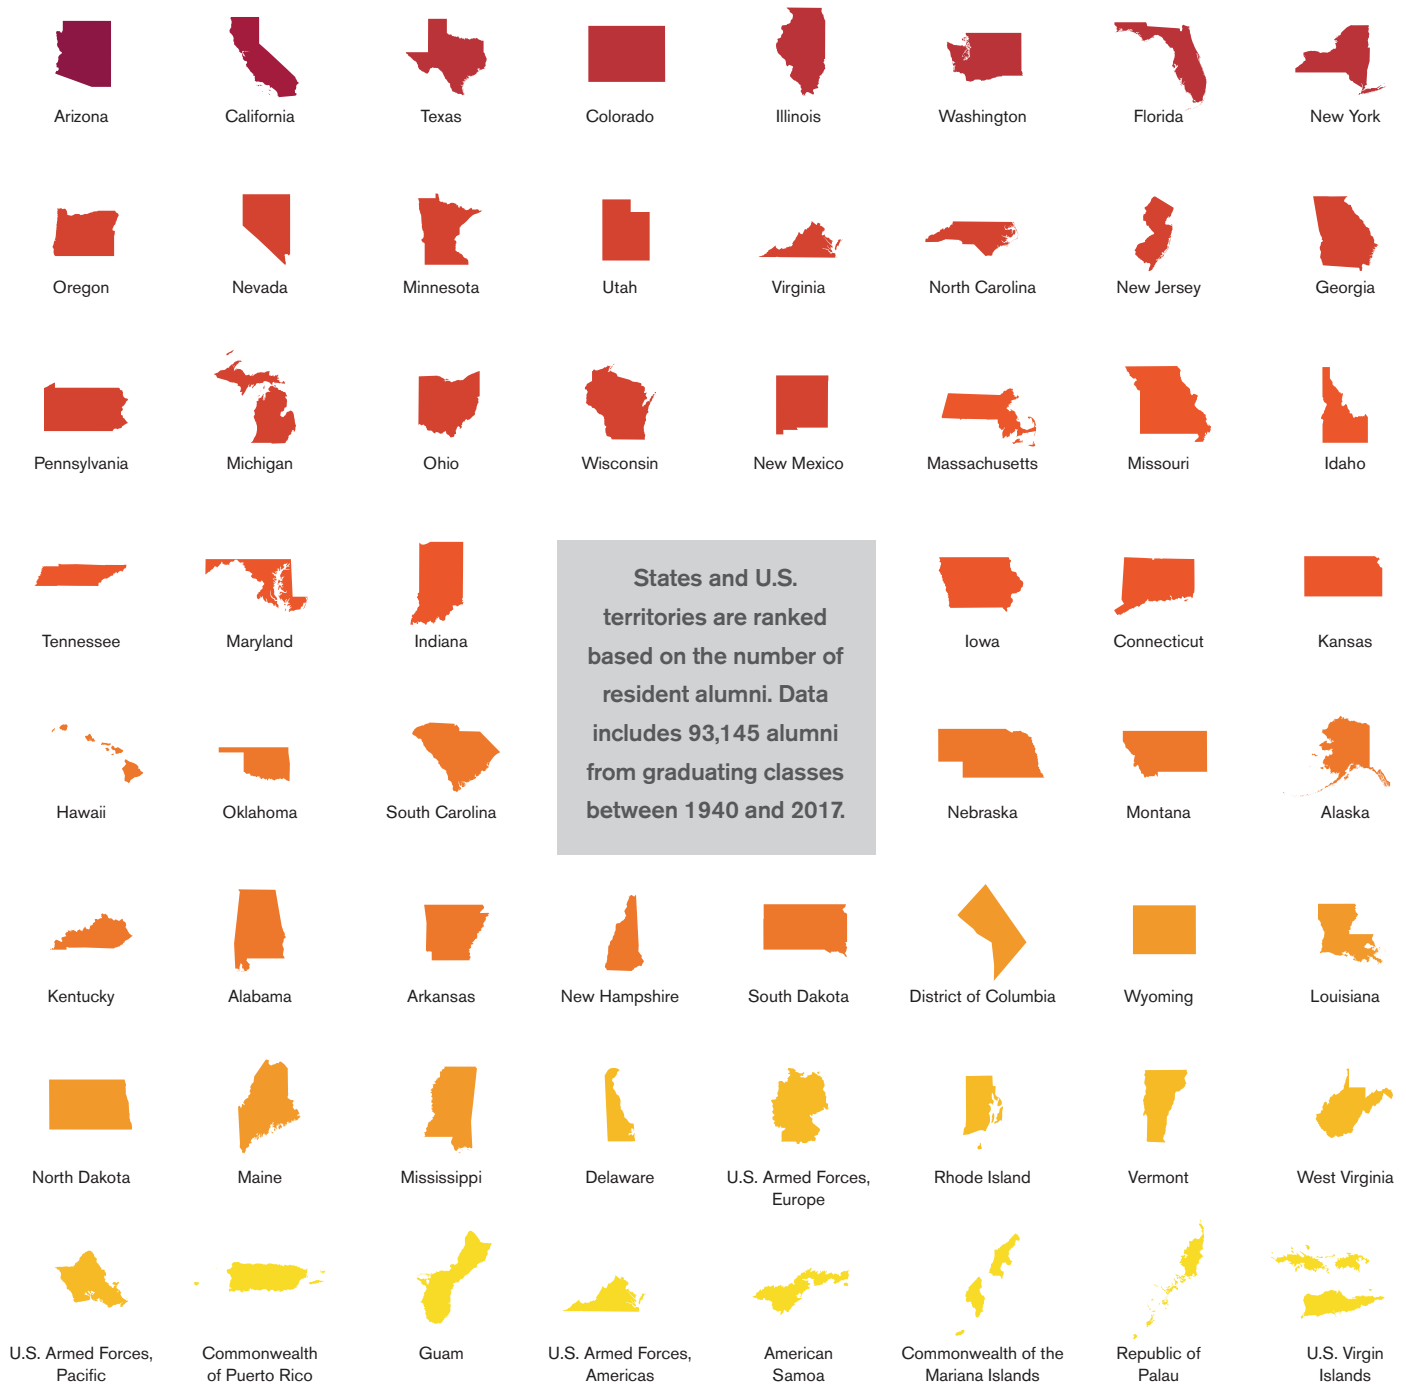 Arizona
California
Texas
Colorado
Illinois
Washington
Florida
New York
Oregon
Nevada
Minnesota
Utah
Virginia
North Carolina
New Jersey
Georgia
Pennsylvania
Michigan
Ohio
Wisconsin
New Mexico
Massachusetts
Missouri
Idaho
Tennessee
Maryland
Indiana
States and U.S.
territories are ranked
based on the number of
resident alumni. Data
includes 93,145 alumni
from graduating classes
between 1940 and 2017.
Iowa
Connecticut
Kansas
Hawaii
Oklahoma
South Carolina
Nebraska
Montana
Alaska
Kentucky
Alabama
Arkansas
New Hampshire
South Dakota
District of Columbia
Wyoming
Louisiana
North Dakota
Maine
Mississippi
Delaware
U.S. Armed Forces,
Europe
Rhode Island
Vermont
West Virginia
U.S. Armed Forces,
Pacific
Commonwealth
of Puerto Rico
Guam
U.S. Armed Forces,
Americas
American
Samoa
Commonwealth of the
Mariana Islands
Republic of
Palau
U.S. Virgin
Islands